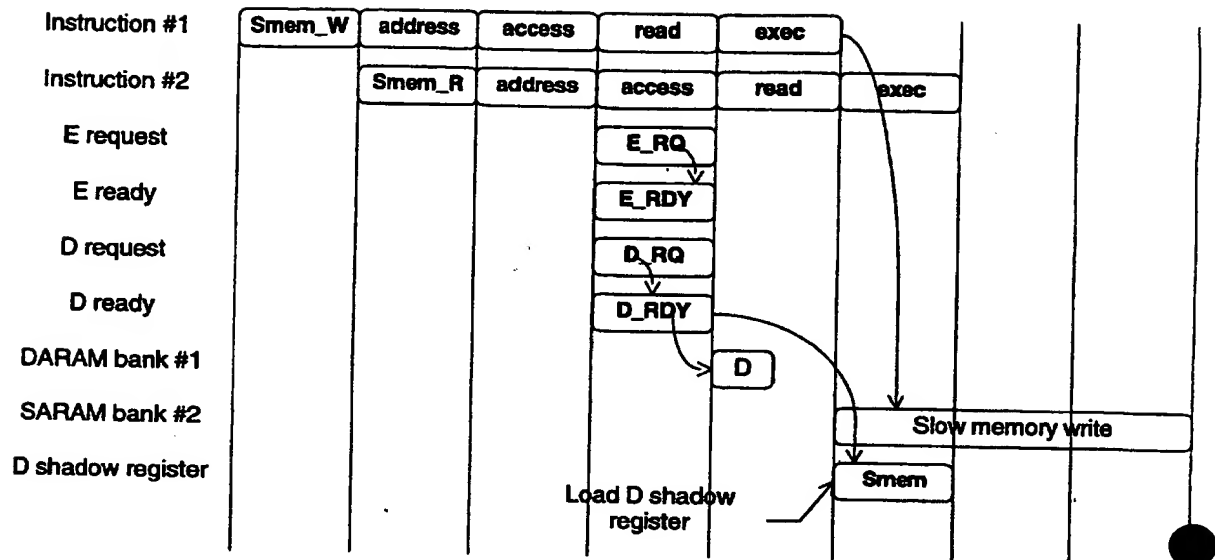 Instruction #1 Smem_W address access read exec
Instruction #2 Smem_R address access read exec
E request E_RQ
E ready E_RDY
D request D_RQ
D ready D_RDY
DARAM bank #1 D
SARAM bank #2 Slow memory write
D shadow register Smem
Load D shadow
register